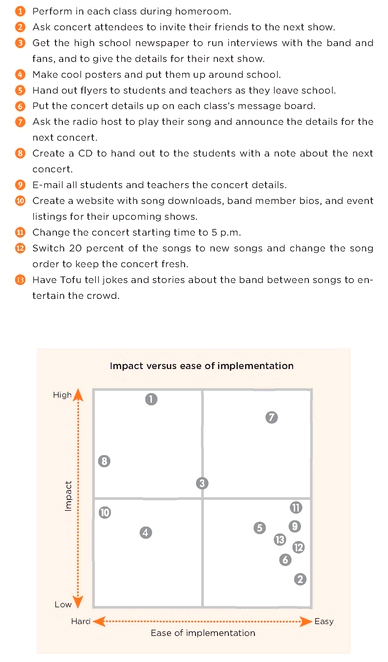 1 Perform in each class during homeroom.
2 Ask concert attendees to invite their friends to the next show.
3 Get the high school newspaper to run interviews with the band and
fans, and to give the details for their next show.
4 Make cool posters and put them up around school.
5 Hand out flyers to students and teachers as they leave school.
6 Put the concert details up on each class's message board.
7 Ask the radio host to play their song and announce the details for the
next concert.
8 Create a CD to hand out to the students with a note about the next
concert.
9 E-mail all students and teachers the concert details.
10 Create a website with song downloads, band member bios, and event
listings for their upcoming shows.
11 Change the concert starting time to 5 p.m.
12 Switch 20 percent of the songs to new songs and change the song
order to keep the concert fresh.
13 Have Tofu tell jokes and stories about the band between songs to en-
tertain the crowd.
Impact versus ease of implementation
High
1
7
8
3
Impact
10
11
5
9
4
13
12
6
2
Low
Hard
Easy
Ease of implementation